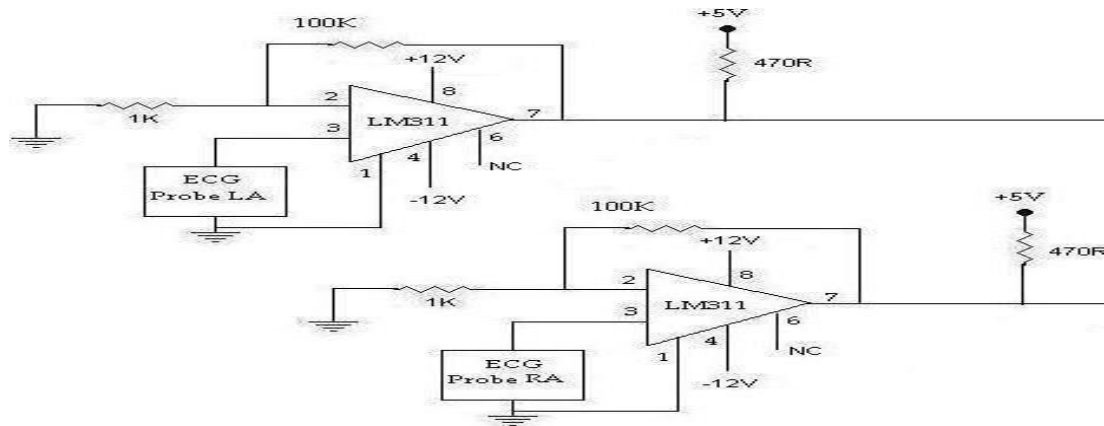 100K
+5V
470R
+12V
8
2
7
1K
LM311
3
6
4
1
NC
ECG
Probe LA
-12V
100K
+5V
+12V
470R
8
2
7
1K
LM311
3
6
1
4
NC
ECG
Probe RA
-12V